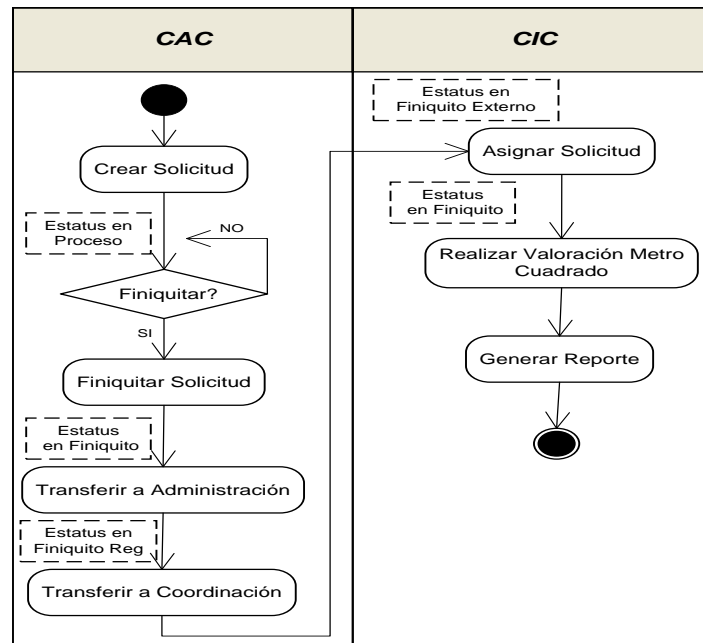 CAC
CIC
Crear Solicitud
Estatus en
Proceso
NO
Finiquitar?
SI
Finiquitar Solicitud
Estatus
en Finiquito
Transferir a Administración
Estatus en
Finiquito Reg
Transferir a Coordinación
Estatus en
Finiquito Externo
Asignar Solicitud
Estatus
en Finiquito
Realizar Valoración Metro
Cuadrado
Generar Reporte